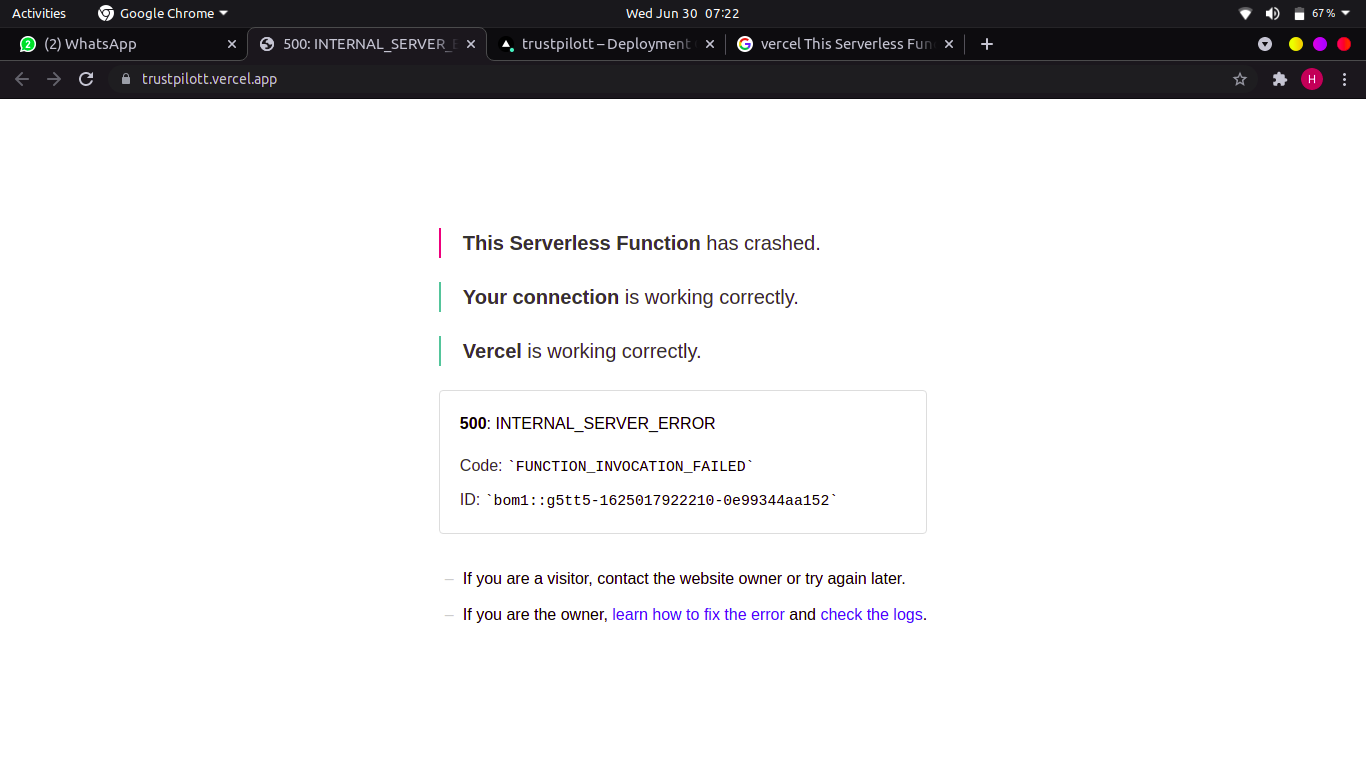 Activities Google Chrome Wed Jun 30 07:22 67%
2 (2) WhatsApp 500: INTERNAL_SERVER_E trustpilott – Deployment G vercel This Serverless Fun
trustpilott.vercel.app H
This Serverless Function has crashed.
Your connection is working correctly.
Vercel is working correctly.
500: INTERNAL_SERVER_ERROR
Code: `FUNCTION_INVOCATION_FAILED`
ID: `bom1::g5tt5-1625017922210-0e99344aa152`
– If you are a visitor, contact the website owner or try again later.
– If you are the owner, learn how to fix the error and check the logs.